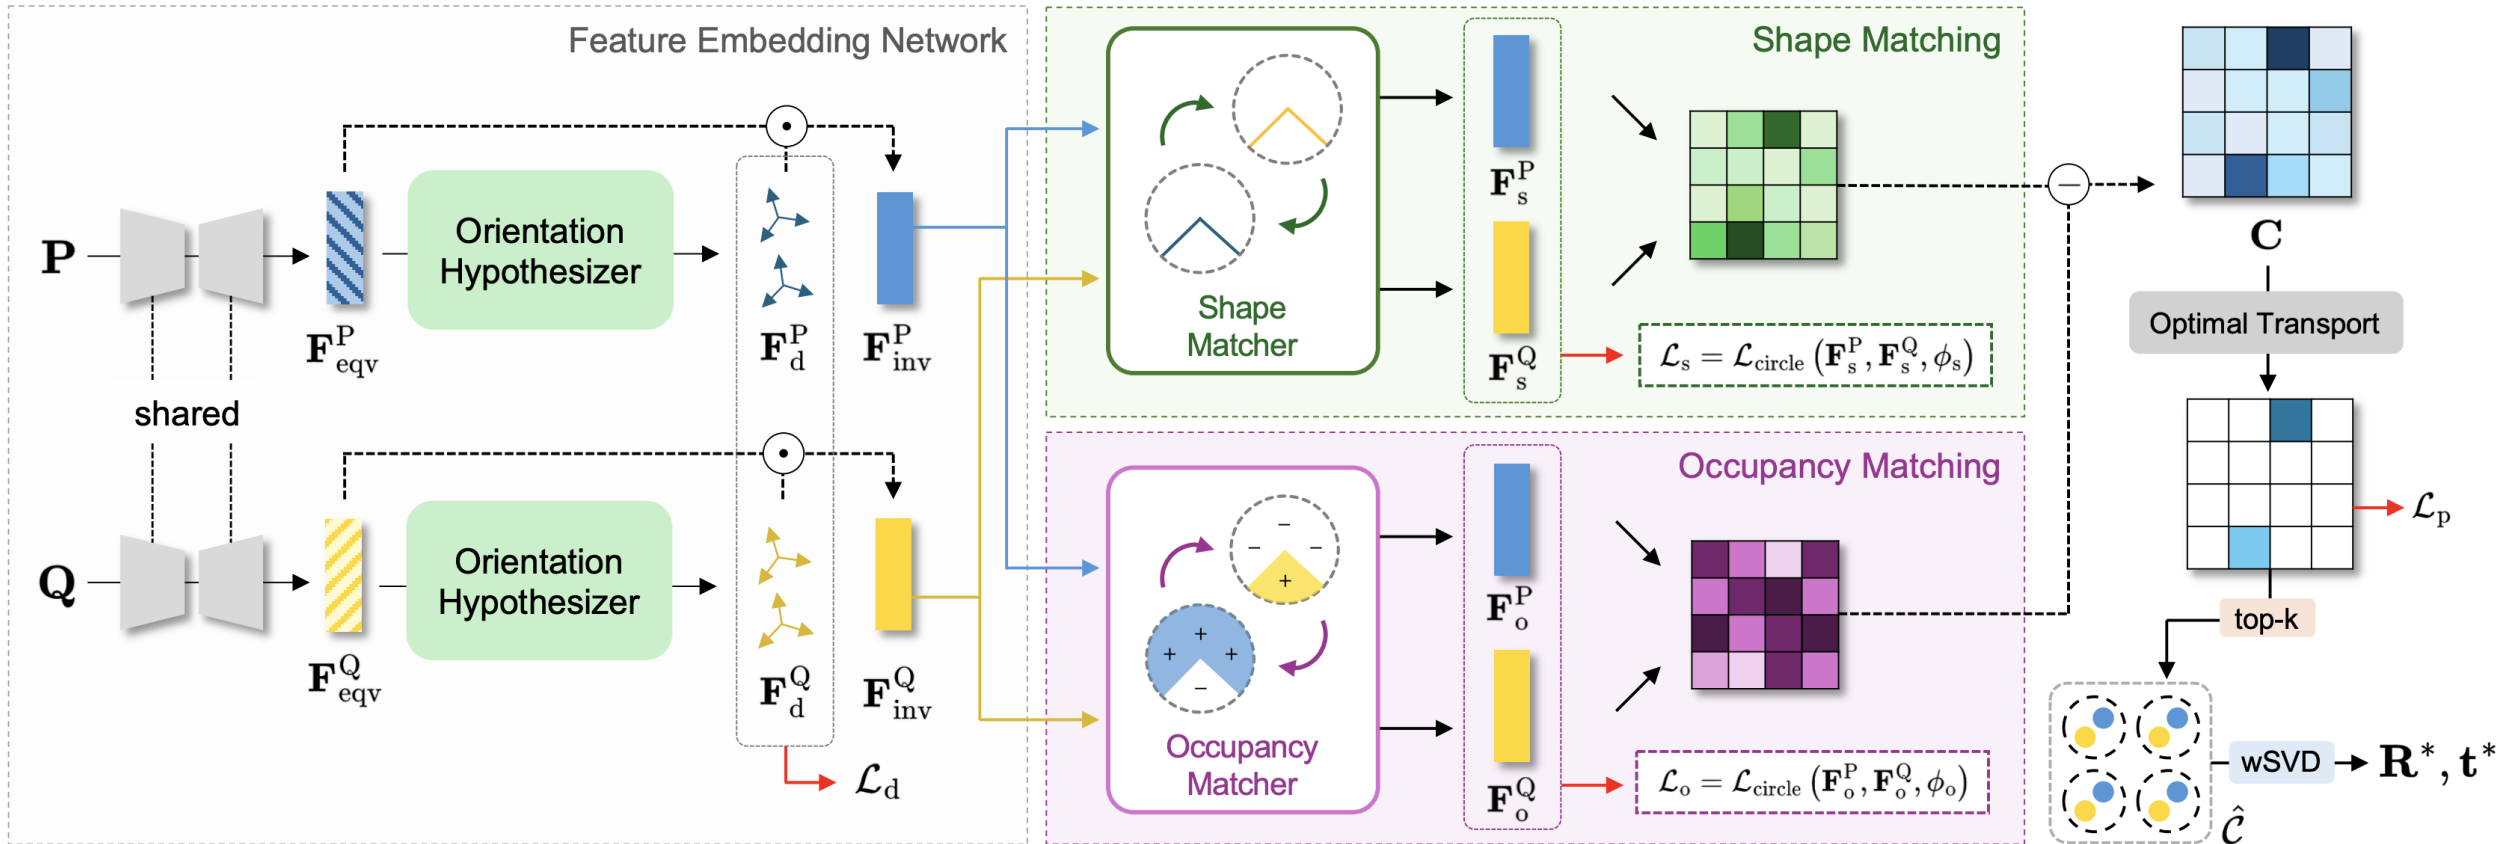 Feature Embedding Network
P
F^P_eqv
Orientation
Hypothesizer
F^P_d
F^P_inv
shared
Q
F^Q_eqv
Orientation
Hypothesizer
F^Q_d
F^Q_inv
ℒ_d
Shape Matching
Shape
Matcher
F^P_s
F^Q_s
ℒ_s = ℒ_circle (F^P_s, F^Q_s, ϕ_s)
Occupancy Matching
−
− −
+
+
+ +
−
Occupancy
Matcher
F^P_o
F^Q_o
ℒ_o = ℒ_circle (F^P_o, F^Q_o, ϕ_o)
−
C
Optimal Transport
ℒ_p
top-k
wSVD
R*, t*
𝒞̂